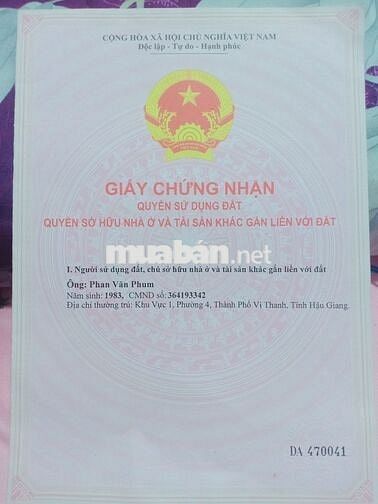 CỘNG HÒA XÃ HỘI CHỦ NGHĨA VIỆT NAM
Độc lập - Tự do - Hạnh phúc
GIẤY CHỨNG NHẬN
QUYỀN SỬ DỤNG ĐẤT
QUYỀN SỞ HỮU NHÀ Ở VÀ TÀI SẢN KHÁC GẮN LIỀN VỚI ĐẤT
muaban.net
I. Người sử dụng đất, chủ sở hữu nhà ở và tài sản khác gắn liền với đất
Ông: Phan Văn Phum
Năm sinh: 1983, CMND số: 364193342
Địa chỉ thường trú: Khu Vực 1, Phường 4, Thành Phố Vị Thanh, Tỉnh Hậu Giang.
DA 470041